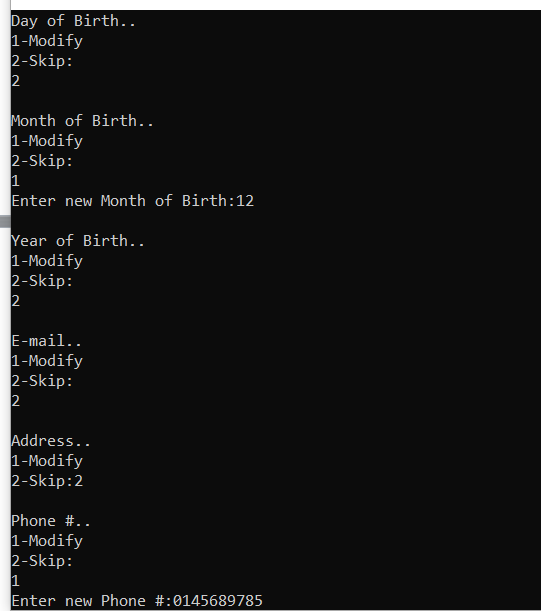 Day of Birth..
1-Modify
2-Skip:
2
Month of Birth..
1-Modify
2-Skip:
1
Enter new Month of Birth:12
Year of Birth..
1-Modify
2-Skip:
2
E-mail..
1-Modify
2-Skip:
2
Address..
1-Modify
2-Skip:2
Phone #..
1-Modify
2-Skip:
1
Enter new Phone #:0145689785